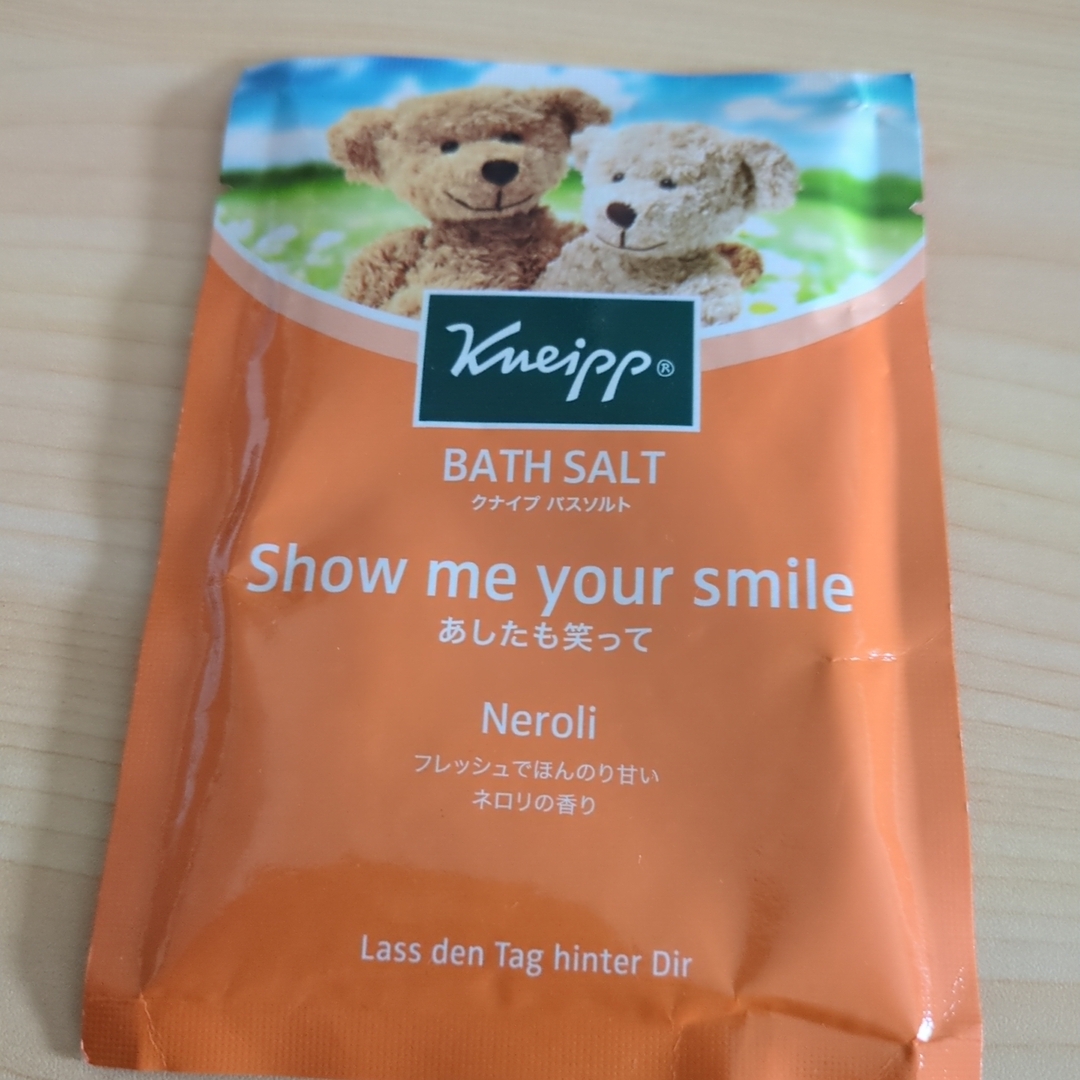 Kneipp®
BATH SALT
クナイプ バスソルト
Show me your smile
あしたも笑って
Neroli
フレッシュでほんのり甘い
ネロリの香り
Lass den Tag hinter Dir